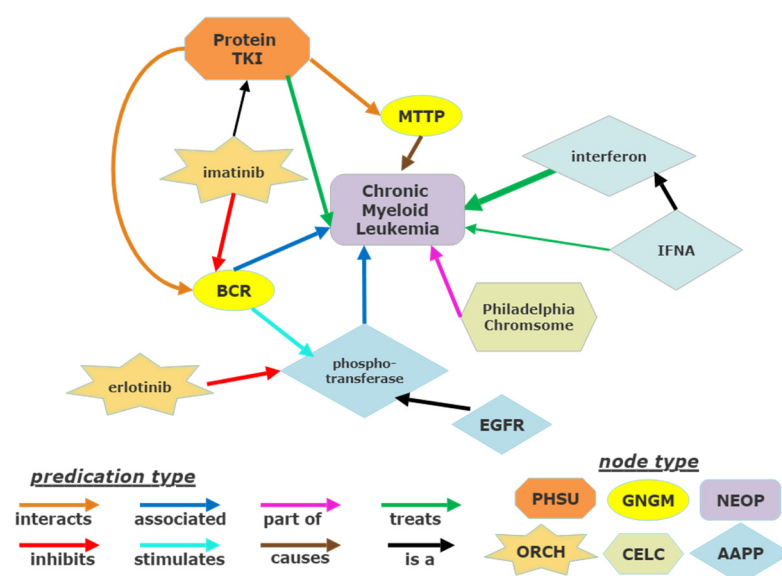 Protein
TKI
MTTP
interferon
imatinib
Chronic
Myeloid
Leukemia
IFNA
BCR
Philadelphia
Chromsome
phospho-
transferase
erlotinib
EGFR
predication type
node type
interacts
associated
part of
treats
PHSU
GNGM
NEOP
inhibits
stimulates
causes
is a
ORCH
CELC
AAPP